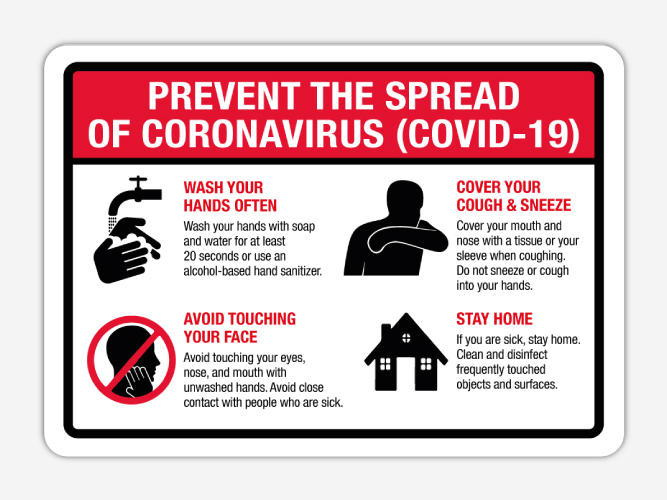 PREVENT THE SPREAD
OF CORONAVIRUS (COVID-19)
WASH YOUR
HANDS OFTEN
Wash your hands with soap
and water for at least
20 seconds or use an
alcohol-based hand sanitizer.
COVER YOUR
COUGH & SNEEZE
Cover your mouth and
nose with a tissue or your
sleeve when coughing.
Do not sneeze or cough
into your hands.
AVOID TOUCHING
YOUR FACE
Avoid touching your eyes,
nose, and mouth with
unwashed hands. Avoid close
contact with people who are sick.
STAY HOME
If you are sick, stay home.
Clean and disinfect
frequently touched
objects and surfaces.